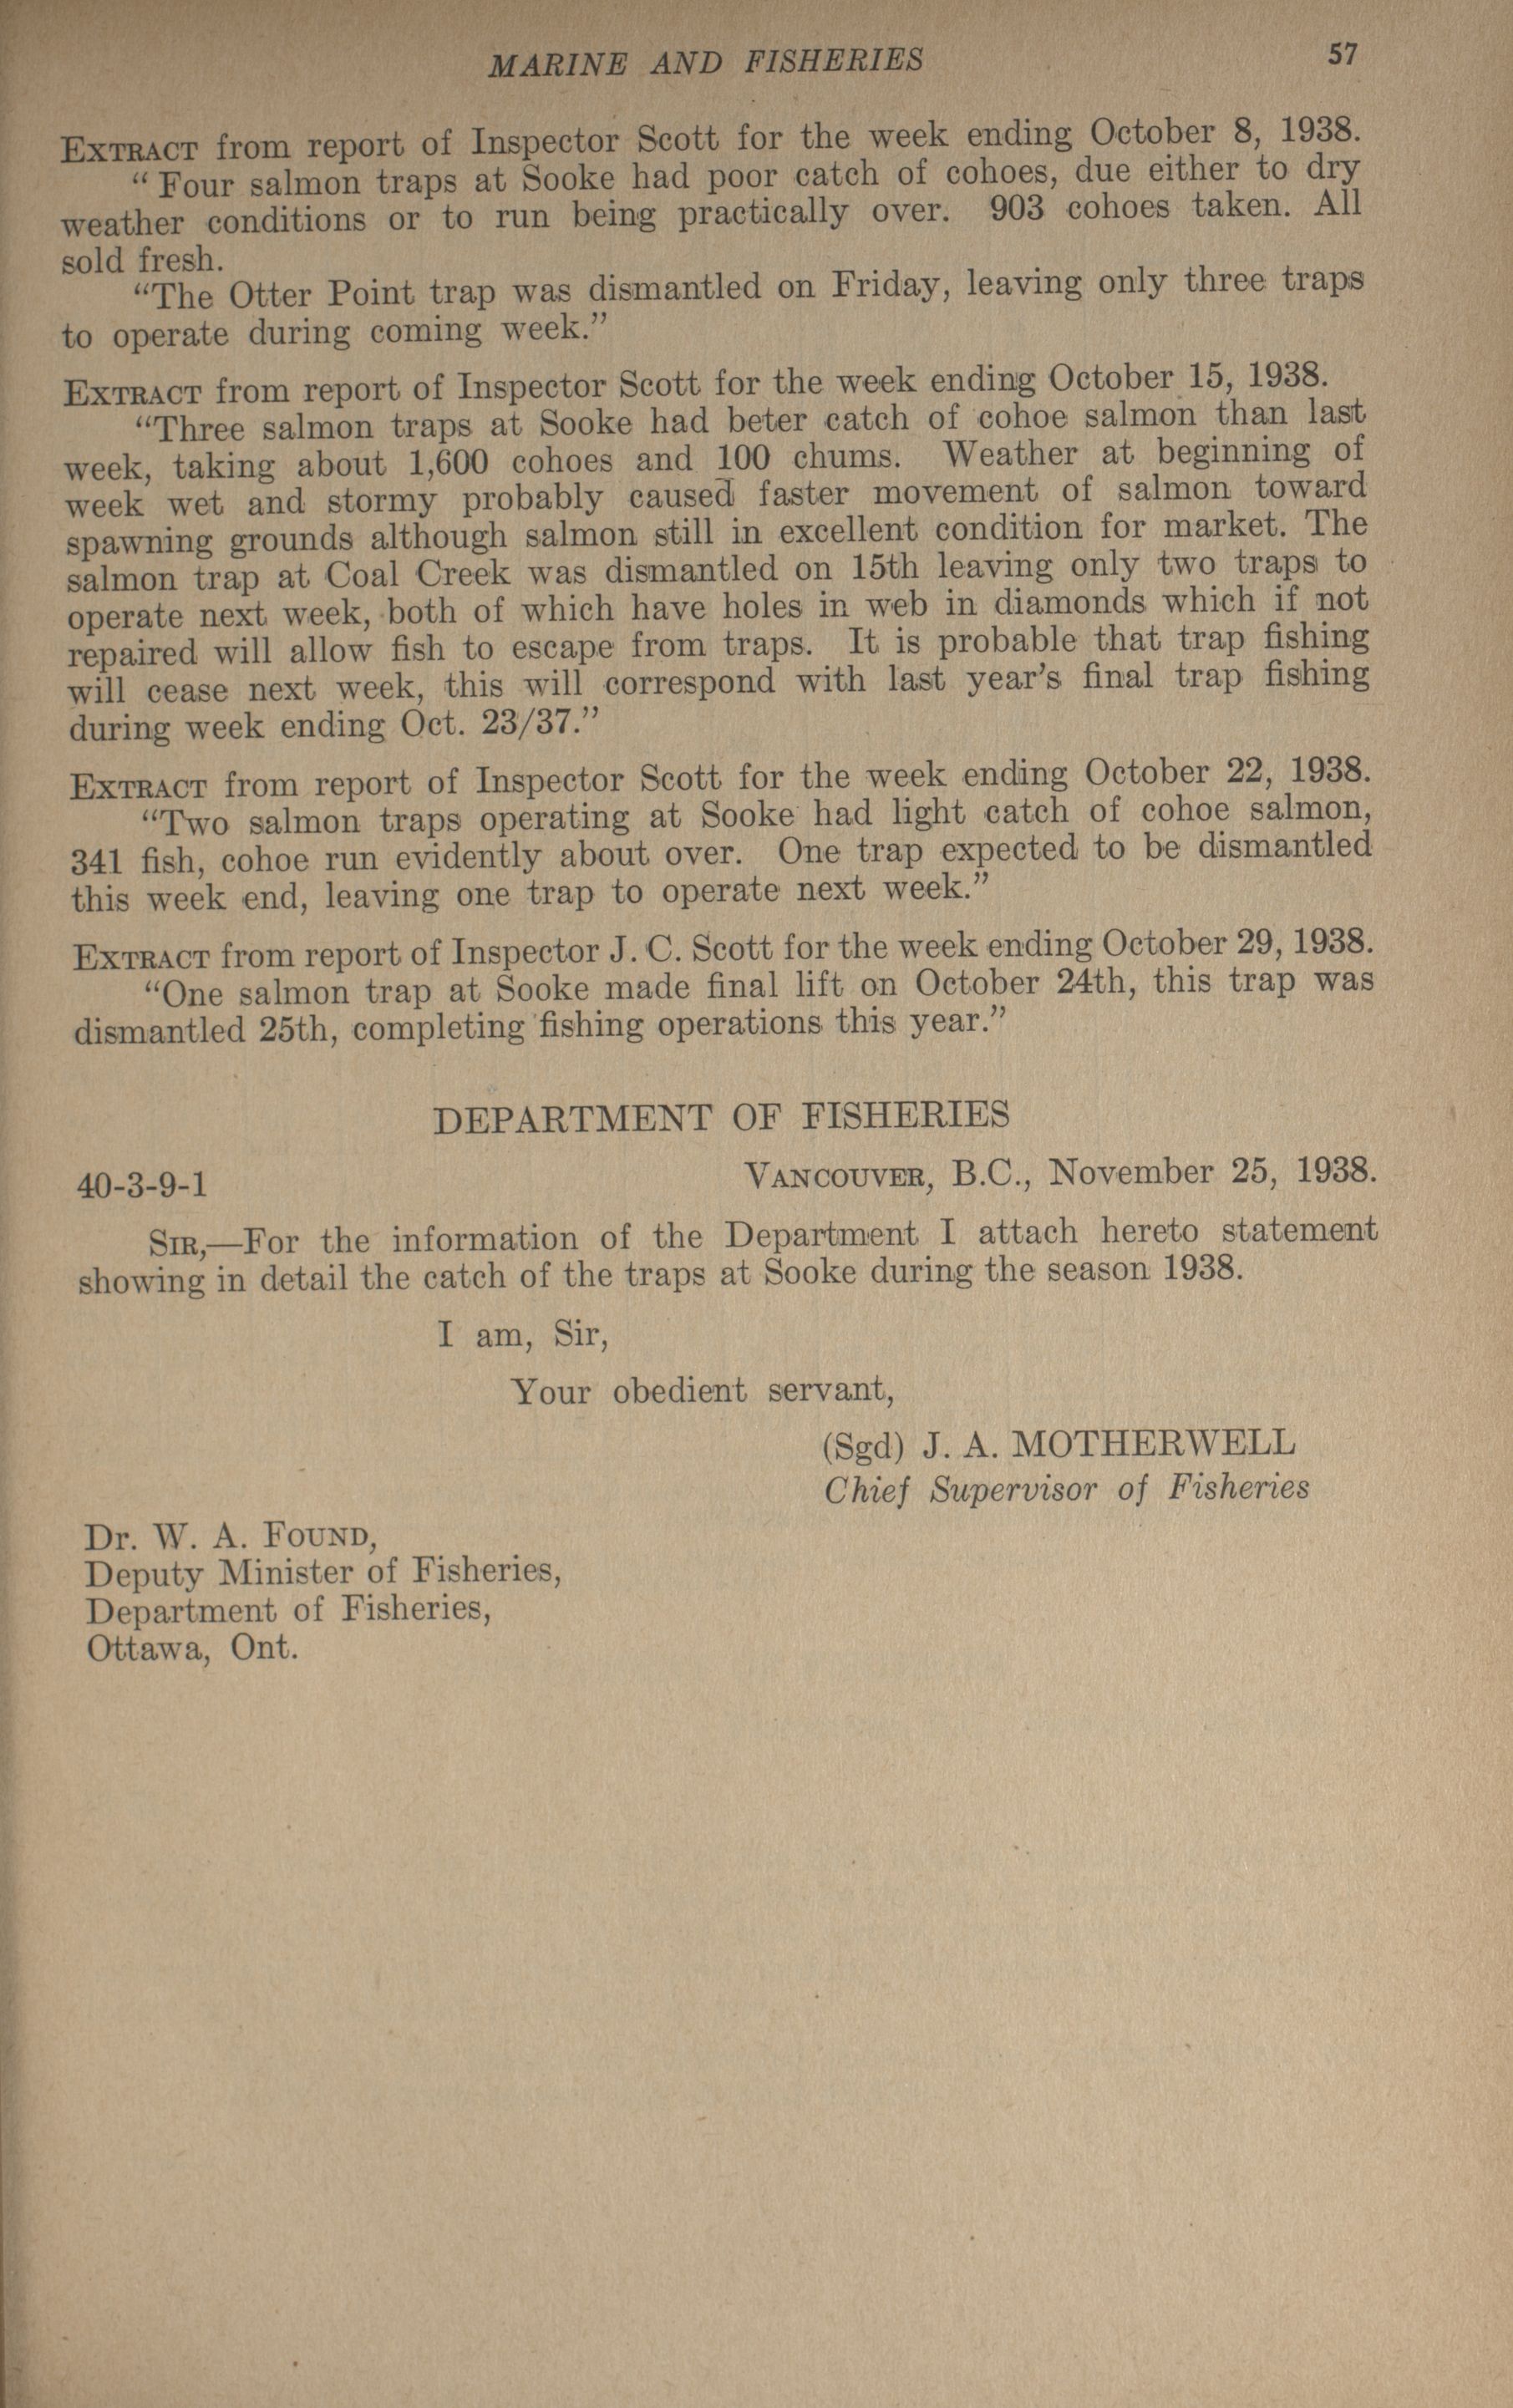 MARINE AND FISHERIES 57
EXTRACT from report of Inspector Scott for the week ending October 8, 1938.
“Four salmon traps at Sooke had poor catch of cohoes, due either to dry
weather conditions or to run being practically over. 903 cohoes taken. All
sold fresh.
“The Otter Point trap was dismantled on Friday, leaving only three traps
to operate during coming week.”
EXTRACT from report of Inspector Scott for the week ending October 15, 1938.
“Three salmon traps at Sooke had beter catch of cohoe salmon than last
week, taking about 1,600 cohoes and 100 chums. Weather at beginning of
week wet and stormy probably caused faster movement of salmon toward
spawning grounds although salmon still in excellent condition for market. The
salmon trap at Coal Creek was dismantled on 15th leaving only two traps to
operate next week, both of which have holes in web in diamonds which if not
repaired will allow fish to escape from traps. It is probable that trap fishing
will cease next week, this will correspond with last year’s final trap fishing
during week ending Oct. 23/37.”
EXTRACT from report of Inspector Scott for the week ending October 22, 1938.
“Two salmon traps operating at Sooke had light catch of cohoe salmon,
341 fish, cohoe run evidently about over. One trap expected to be dismantled
this week end, leaving one trap to operate next week.”
EXTRACT from report of Inspector J. C. Scott for the week ending October 29, 1938.
“One salmon trap at Sooke made final lift on October 24th, this trap was
dismantled 25th, completing fishing operations this year.”
DEPARTMENT OF FISHERIES
40-3-9-1 VANCOUVER, B.C., November 25, 1938.
SIR,—For the information of the Department I attach hereto statement
showing in detail the catch of the traps at Sooke during the season 1938.
I am, Sir,
Your obedient servant,
(Sgd) J. A. MOTHERWELL
Chief Supervisor of Fisheries
Dr. W. A. FOUND,
Deputy Minister of Fisheries,
Department of Fisheries,
Ottawa, Ont.